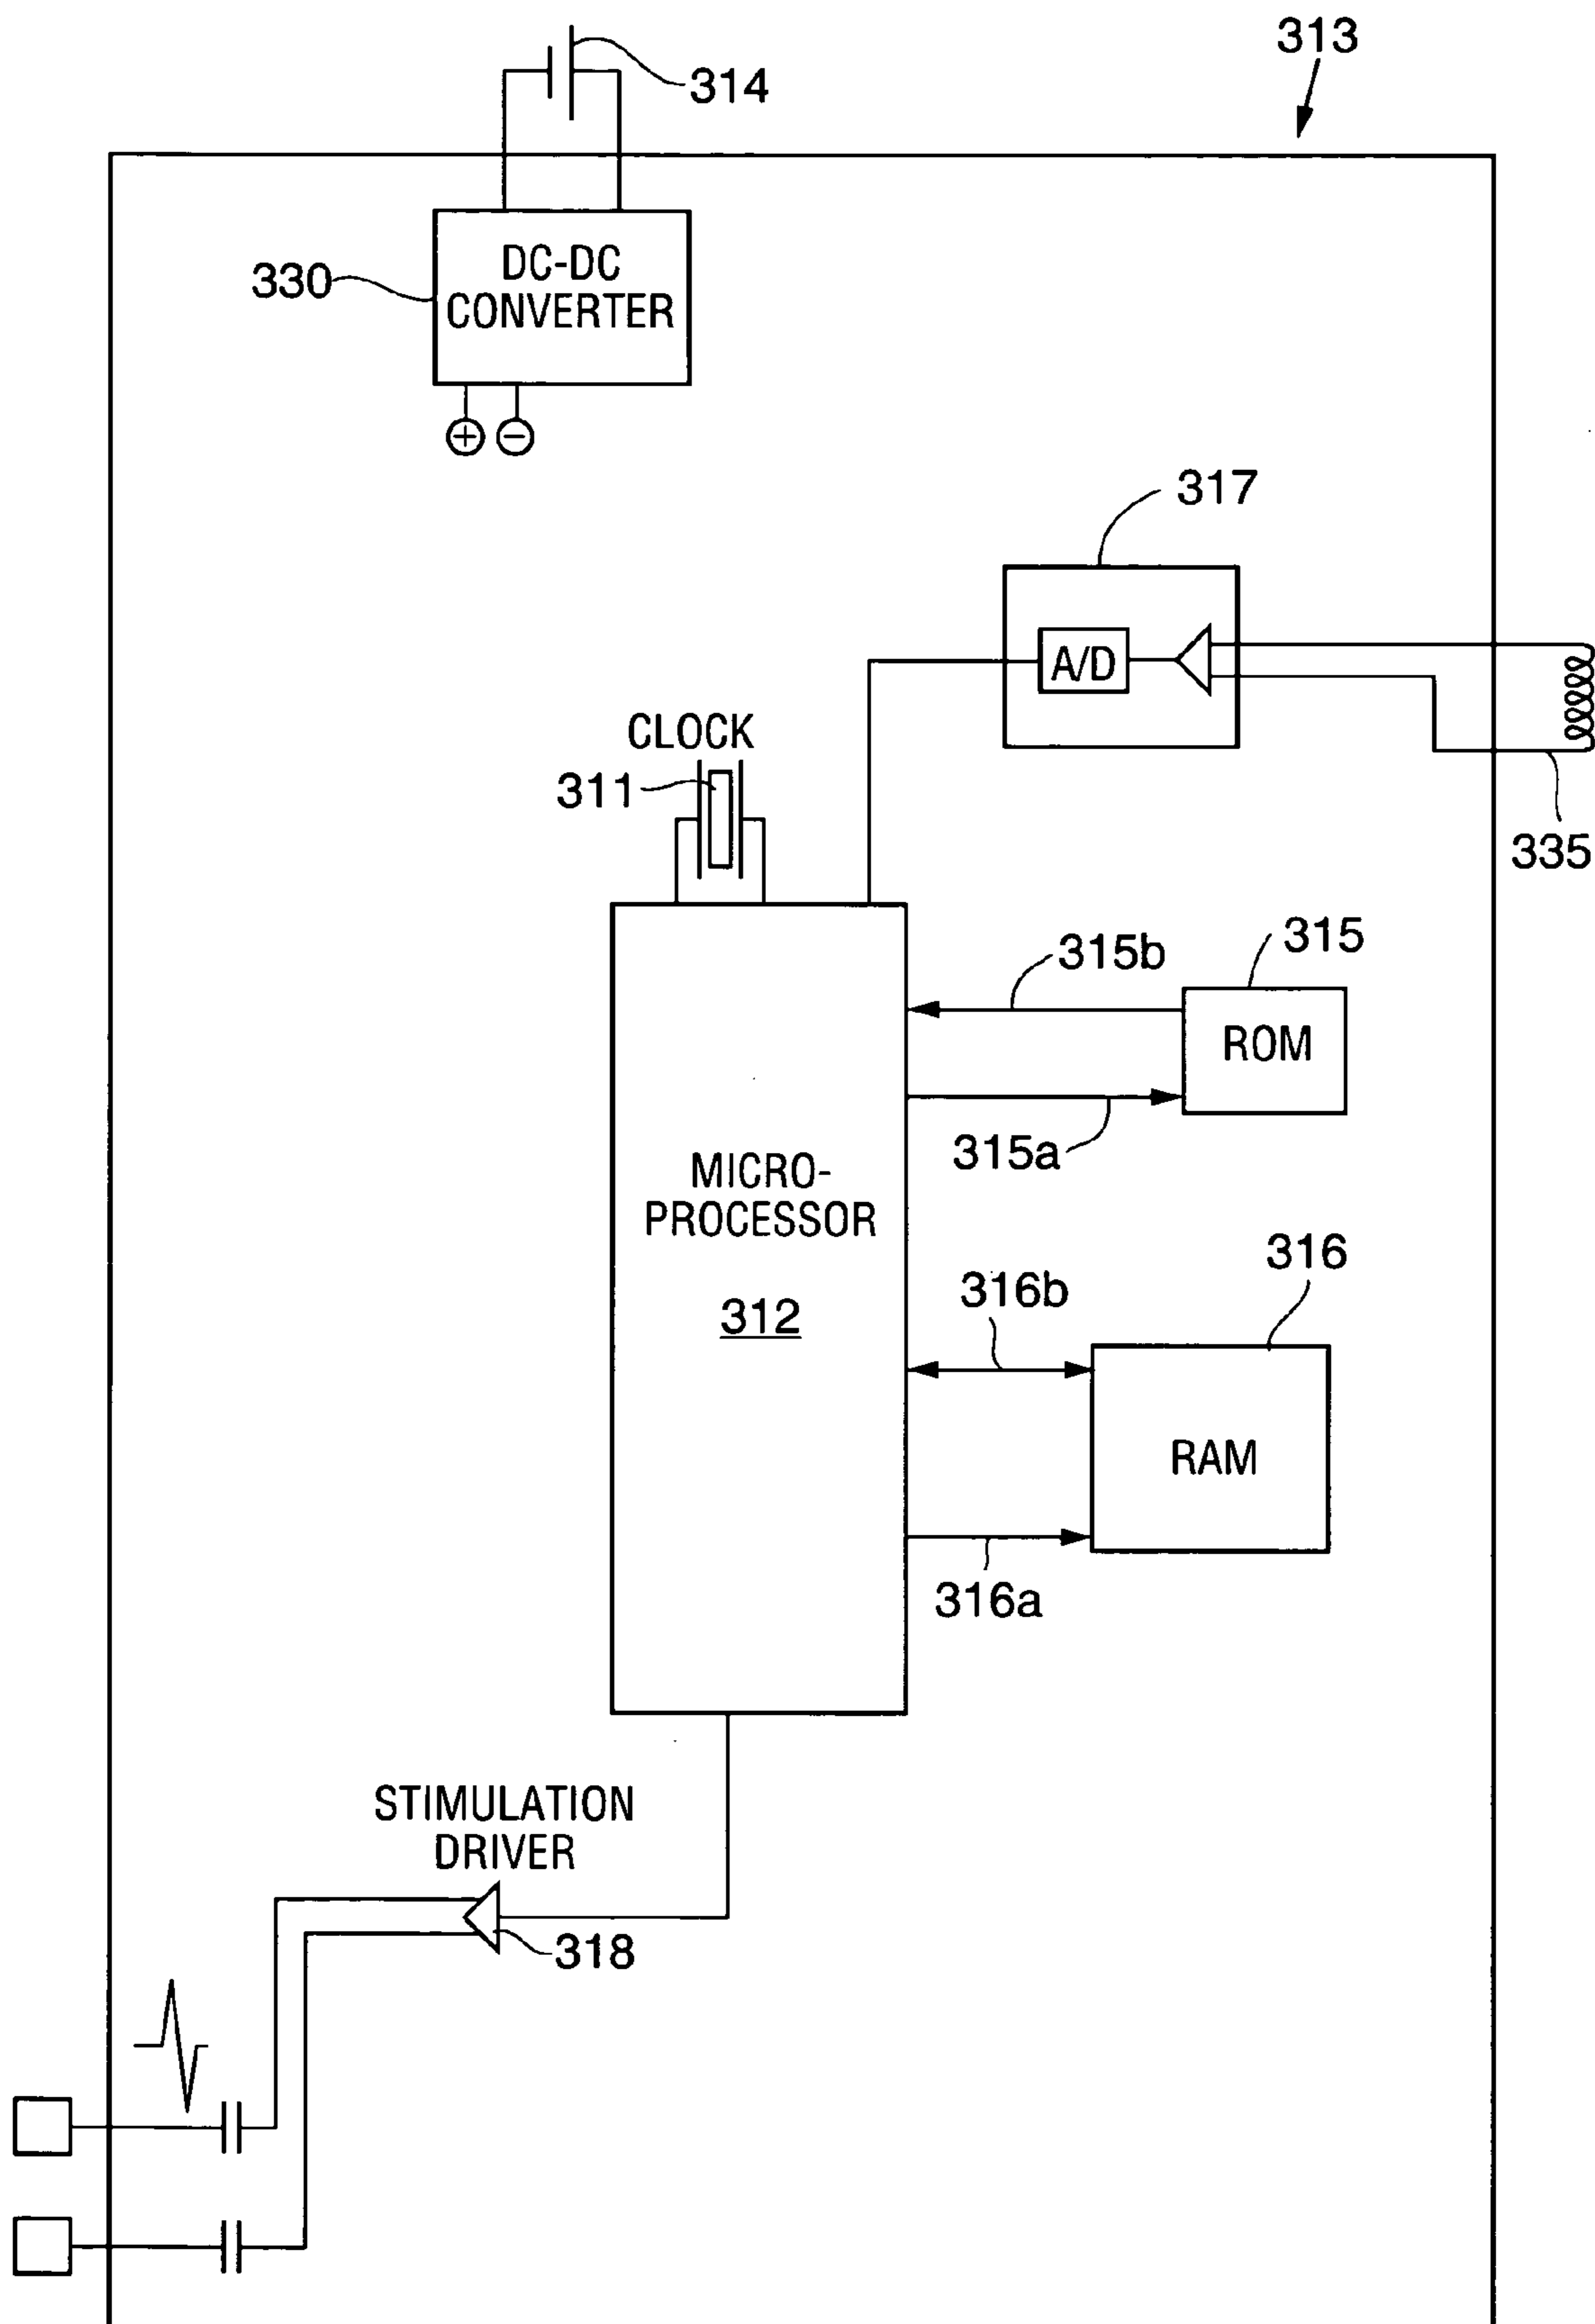 313
314
330
DC-DC
CONVERTER
+ −
317
A/D
CLOCK
311
335
315b
315
ROM
315a
MICRO-
PROCESSOR
312
316b
316
RAM
316a
STIMULATION
DRIVER
318